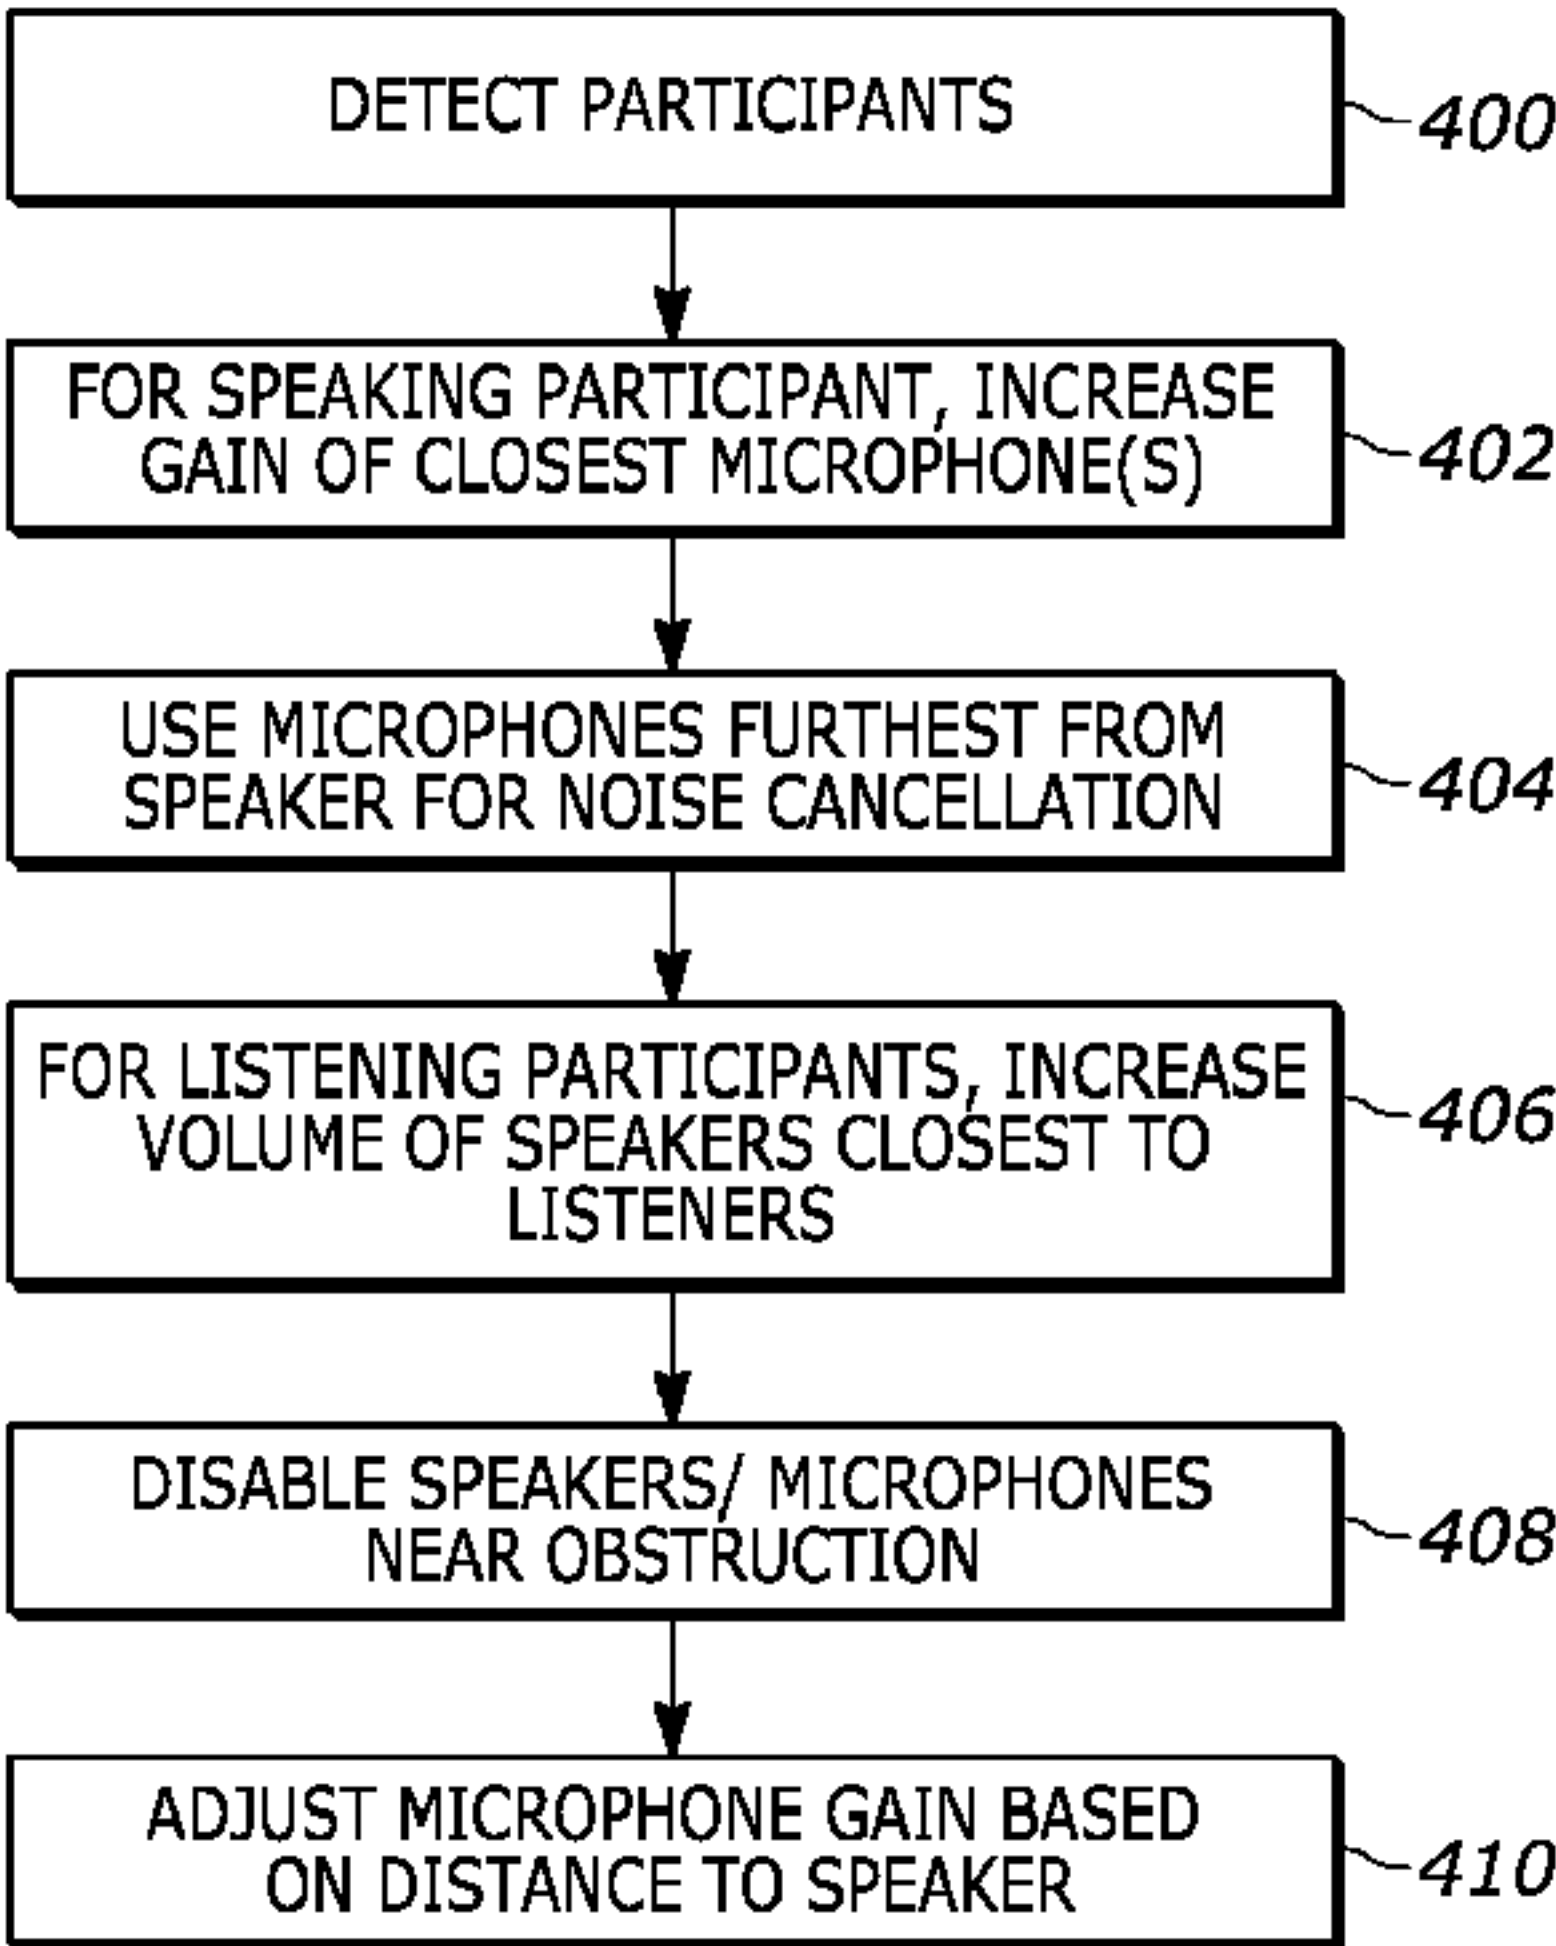 DETECT PARTICIPANTS
400
FOR SPEAKING PARTICIPANT, INCREASE
GAIN OF CLOSEST MICROPHONE(S)
402
USE MICROPHONES FURTHEST FROM
SPEAKER FOR NOISE CANCELLATION
404
FOR LISTENING PARTICIPANTS, INCREASE
VOLUME OF SPEAKERS CLOSEST TO
LISTENERS
406
DISABLE SPEAKERS/ MICROPHONES
NEAR OBSTRUCTION
408
ADJUST MICROPHONE GAIN BASED
ON DISTANCE TO SPEAKER
410